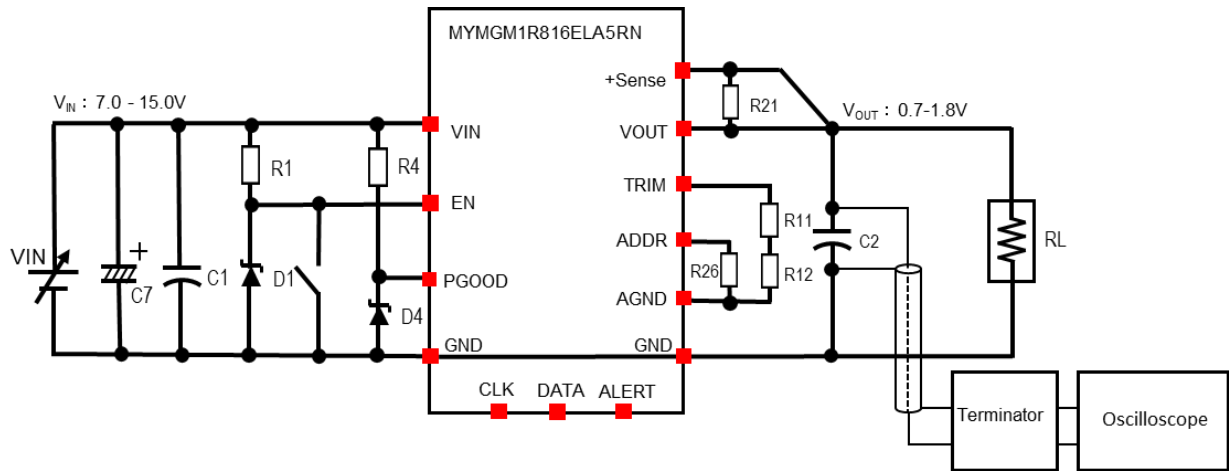 MYMGM1R816ELA5RN
+Sense
VIN : 7.0 - 15.0V
R21
VOUT : 0.7-1.8V
VIN
VOUT
R1
R4
TRIM
EN
R11
ADDR
C2
RL
VIN
+
C7
C1
D1
PGOOD
R26
R12
D4
AGND
GND
GND
CLK
DATA
ALERT
Terminator
Oscilloscope